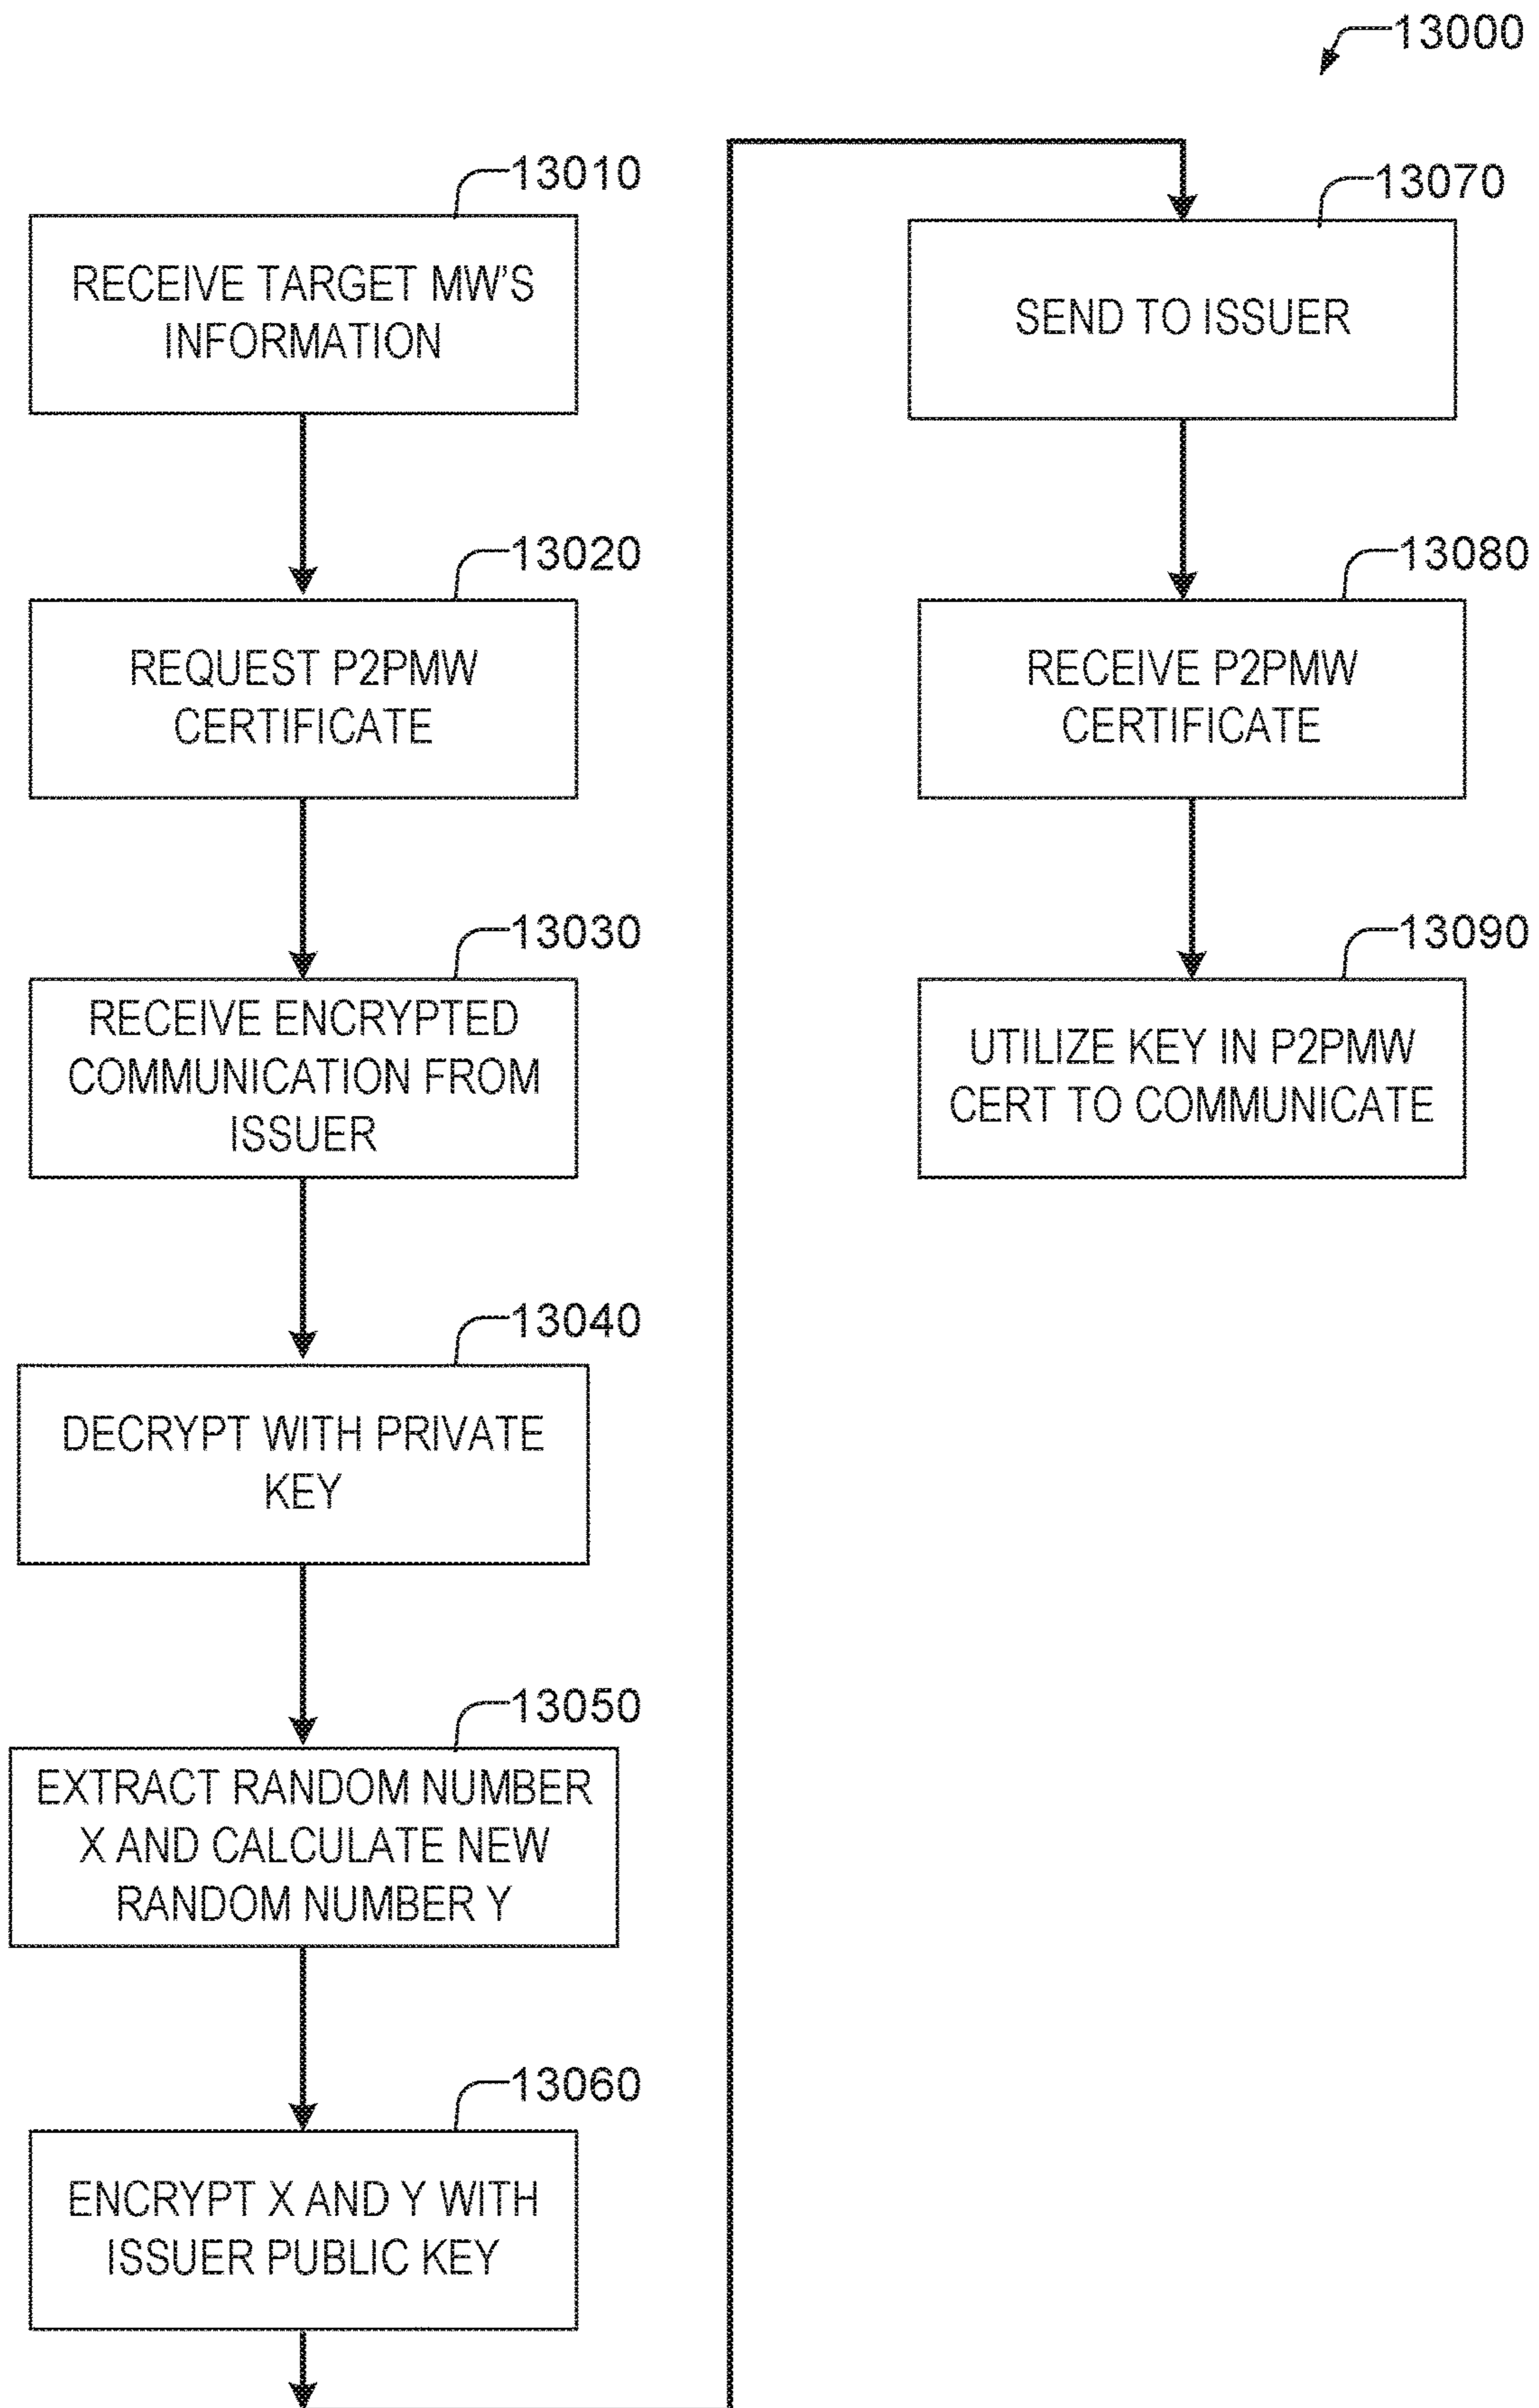 13000
13010
RECEIVE TARGET MW'S
INFORMATION
13020
REQUEST P2PMW
CERTIFICATE
13030
RECEIVE ENCRYPTED
COMMUNICATION FROM
ISSUER
13040
DECRYPT WITH PRIVATE
KEY
13050
EXTRACT RANDOM NUMBER
X AND CALCULATE NEW
RANDOM NUMBER Y
13060
ENCRYPT X AND Y WITH
ISSUER PUBLIC KEY
13070
SEND TO ISSUER
13080
RECEIVE P2PMW
CERTIFICATE
13090
UTILIZE KEY IN P2PMW
CERT TO COMMUNICATE